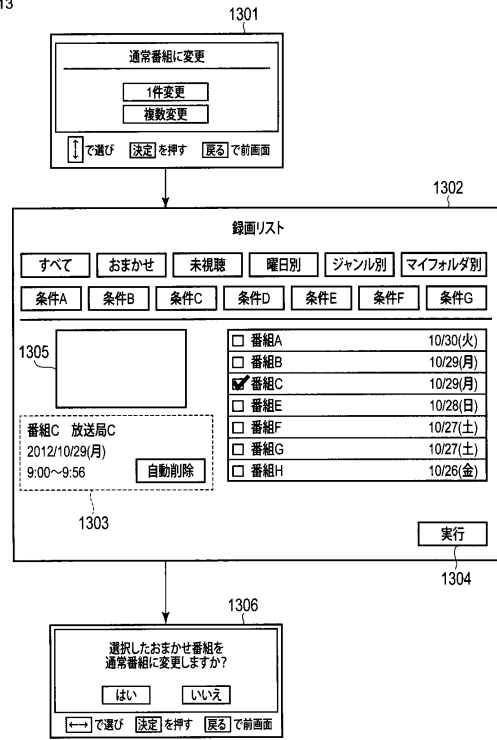 13
1301
通常番組に変更
1件変更
複数変更
↕で選び 決定を押す 戻るで前画面
1302
録画リスト
すべて おまかせ 未視聴 曜日別 ジャンル別 マイフォルダ別
条件A 条件B 条件C 条件D 条件E 条件F 条件G
1305
番組A 10/30(火)
番組B 10/29(月)
番組C 10/29(月)
番組E 10/28(日)
番組F 10/27(土)
番組G 10/27(土)
番組H 10/26(金)
番組C 放送局C
2012/10/29(月)
9:00〜9:56 自動削除
1303
実行
1304
1306
選択したおまかせ番組を
通常番組に変更しますか?
はい いいえ
←→で選び 決定を押す 戻るで前画面